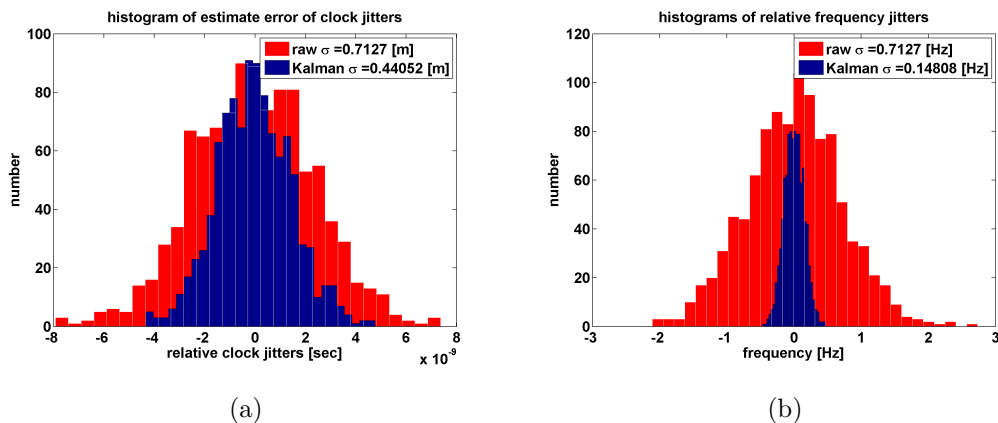 histogram of estimate error of clock jitters
raw σ =0.7127 [m]
Kalman σ =0.44052 [m]
number
100
80
60
40
20
0
-8 -6 -4 -2 0 2 4 6 8
relative clock jitters [sec]
x 10^-9
(a)
histograms of relative frequency jitters
raw σ =0.7127 [Hz]
Kalman σ =0.14808 [Hz]
number
120
100
80
60
40
20
0
-3 -2 -1 0 1 2 3
frequency [Hz]
(b)